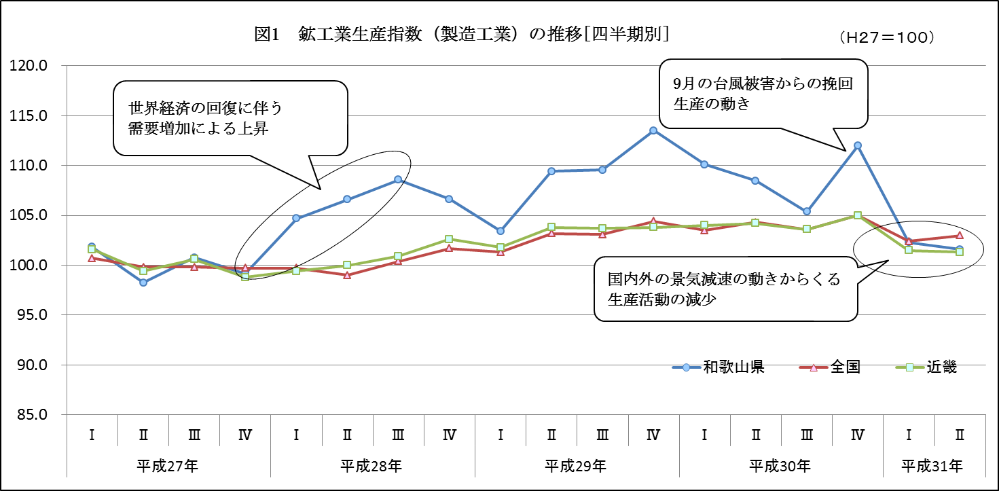 図1 鉱工業生産指数（製造工業）の推移[四半期別]
（H27＝100）
120.0
115.0
110.0
105.0
100.0
95.0
90.0
85.0
世界経済の回復に伴う
需要増加による上昇
9月の台風被害からの挽回
生産の動き
国内外の景気減速の動きからくる
生産活動の減少
和歌山県 全国 近畿
Ⅰ Ⅱ Ⅲ Ⅳ Ⅰ Ⅱ Ⅲ Ⅳ Ⅰ Ⅱ Ⅲ Ⅳ Ⅰ Ⅱ Ⅲ Ⅳ Ⅰ Ⅱ
平成27年 平成28年 平成29年 平成30年 平成31年